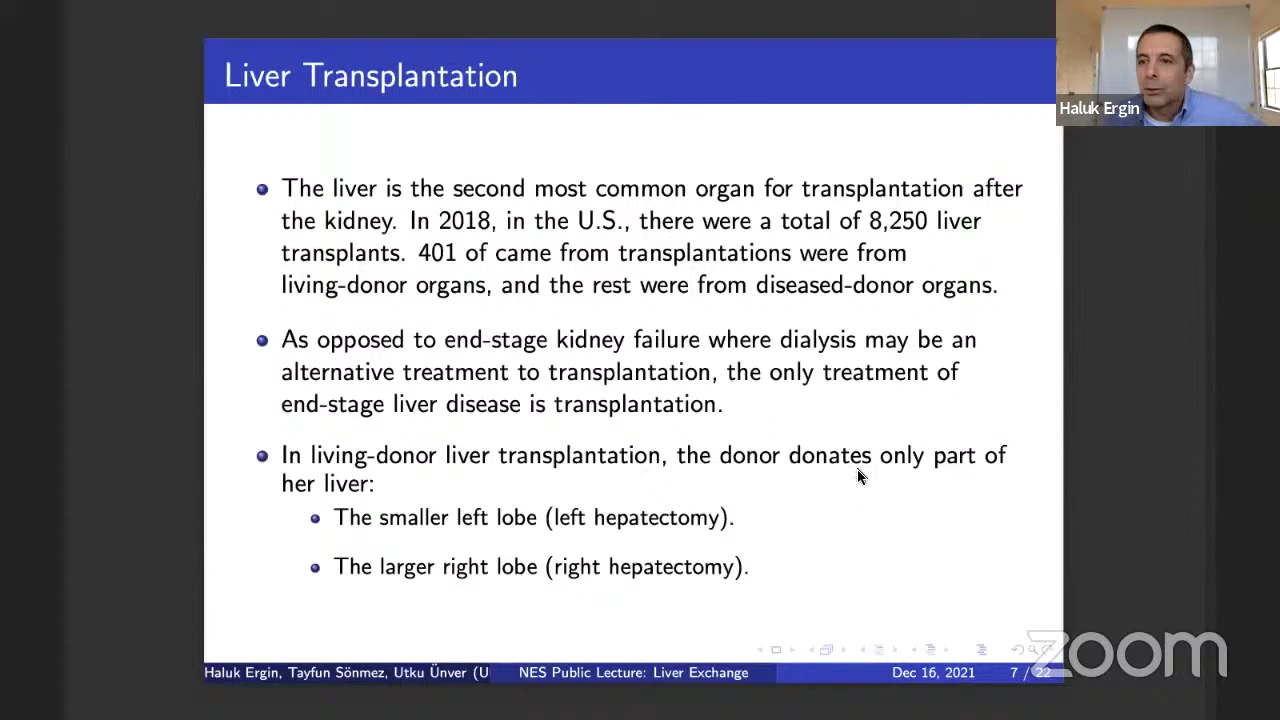 Liver Transplantation
Haluk Ergin
The liver is the second most common organ for transplantation after
the kidney. In 2018, in the U.S., there were a total of 8,250 liver
transplants. 401 of came from transplantations were from
living-donor organs, and the rest were from diseased-donor organs.
As opposed to end-stage kidney failure where dialysis may be an
alternative treatment to transplantation, the only treatment of
end-stage liver disease is transplantation.
In living-donor liver transplantation, the donor donates only part of
her liver:
The smaller left lobe (left hepatectomy).
The larger right lobe (right hepatectomy).
zoom
Haluk Ergin, Tayfun Sönmez, Utku Ünver (U
NES Public Lecture: Liver Exchange
Dec 16, 2021
7 / 22